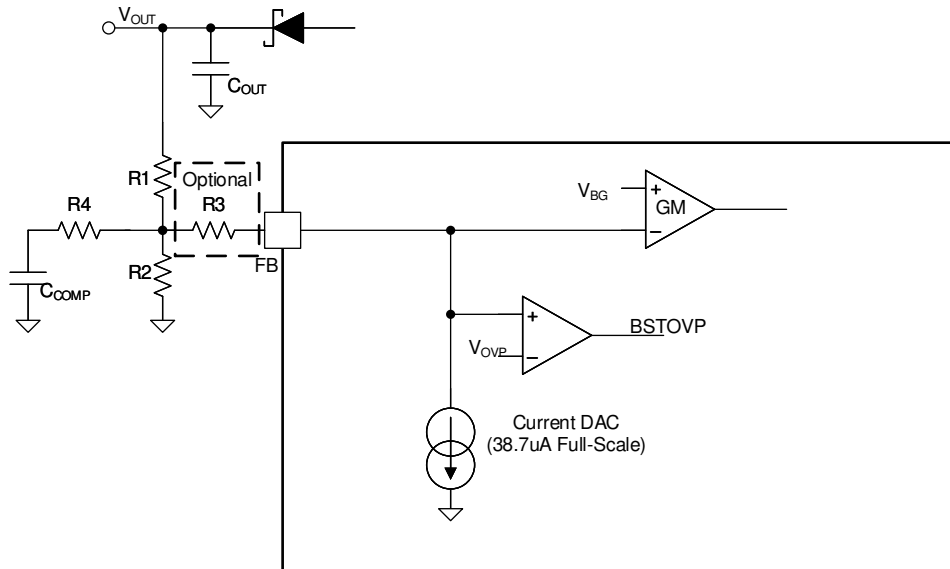 VOUT
COUT
R1
Optional
R4
R3
VBG
+
GM
−
FB
R2
CCOMP
+
BSTOVP
VOVP
−
Current DAC
(38.7uA Full-Scale)